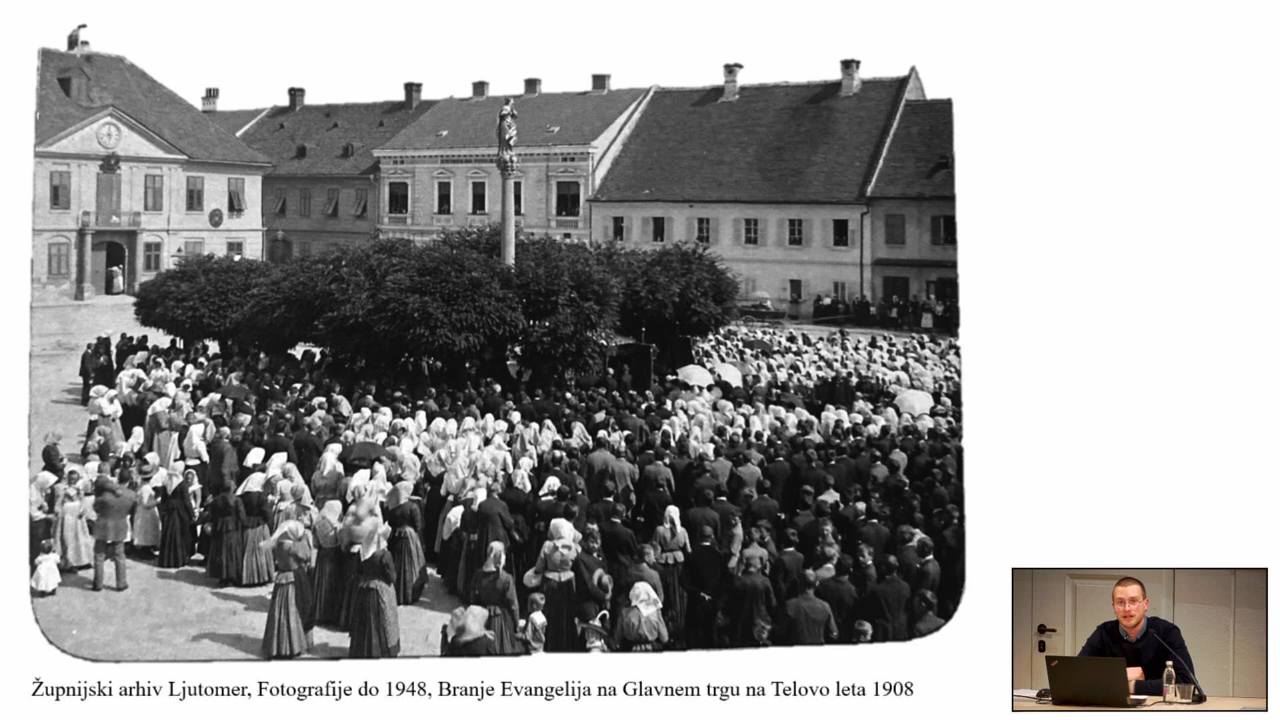 Župnijski arhiv Ljutomer, Fotografije do 1948, Branje Evangelija na Glavnem trgu na Telovo leta 1908